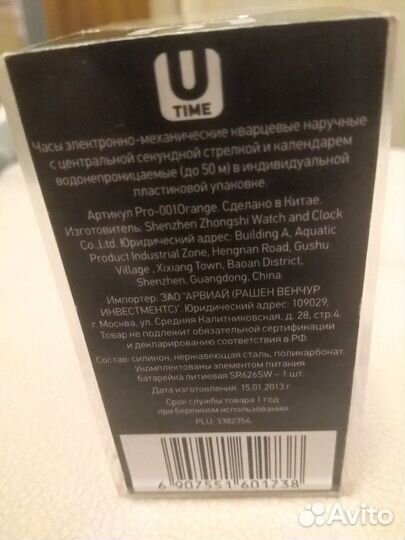 U
TIME
Часы электронно-механические кварцевые наручные
с центральной секундной стрелкой и календарем
водонепроницаемые (до 50 м) в индивидуальной
пластиковой упаковке.
Артикул Pro-001Orange. Сделано в Китае.
Изготовитель: Shenzhen Zhongshi Watch and Clock
Co.,Ltd. Юридический адрес: Building A, Aquatic
Product Industrial Zone, Hengnan Road, Gushu
Village , Xixiang Town, Baoan District,
Shenzhen, Guangdong, China.
Импортер: ЗАО "АРВИАЙ (РАШЕН ВЕНЧУР
ИНВЕСТМЕНТС)". Юридический адрес: 109029,
г. Москва, ул. Средняя Калитниковская, д. 28, стр.4.
Товар не подлежит обязательной сертификации
и декларированию соответствия в РФ.
Состав: силикон, нержавеющая сталь, поликарбонат.
Укомплектованы элементом питания
батарейка литиевая SR626SW – 1 шт.
Дата изготовления: 15.01.2013 г.
Срок службы товара 1 год
при бережном использовании.
PLU: 3382354
6 907551 601738
Avito